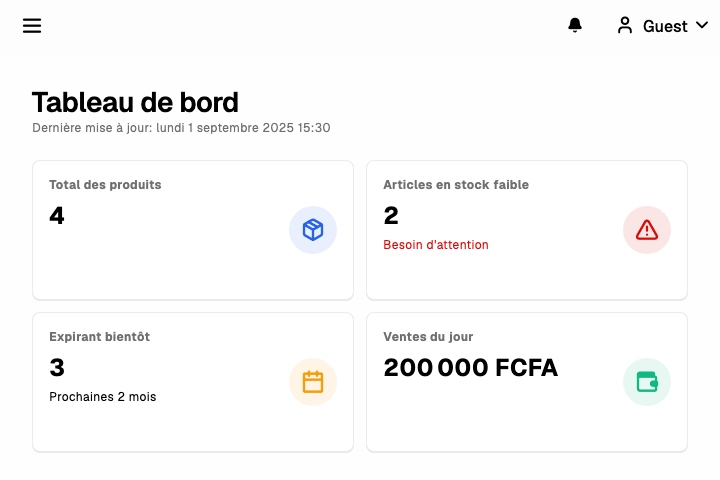 Guest
Tableau de bord
Dernière mise à jour: lundi 1 septembre 2025 15:30
Total des produits
4
Articles en stock faible
2
Besoin d'attention
Expirant bientôt
3
Prochaines 2 mois
Ventes du jour
200 000 FCFA